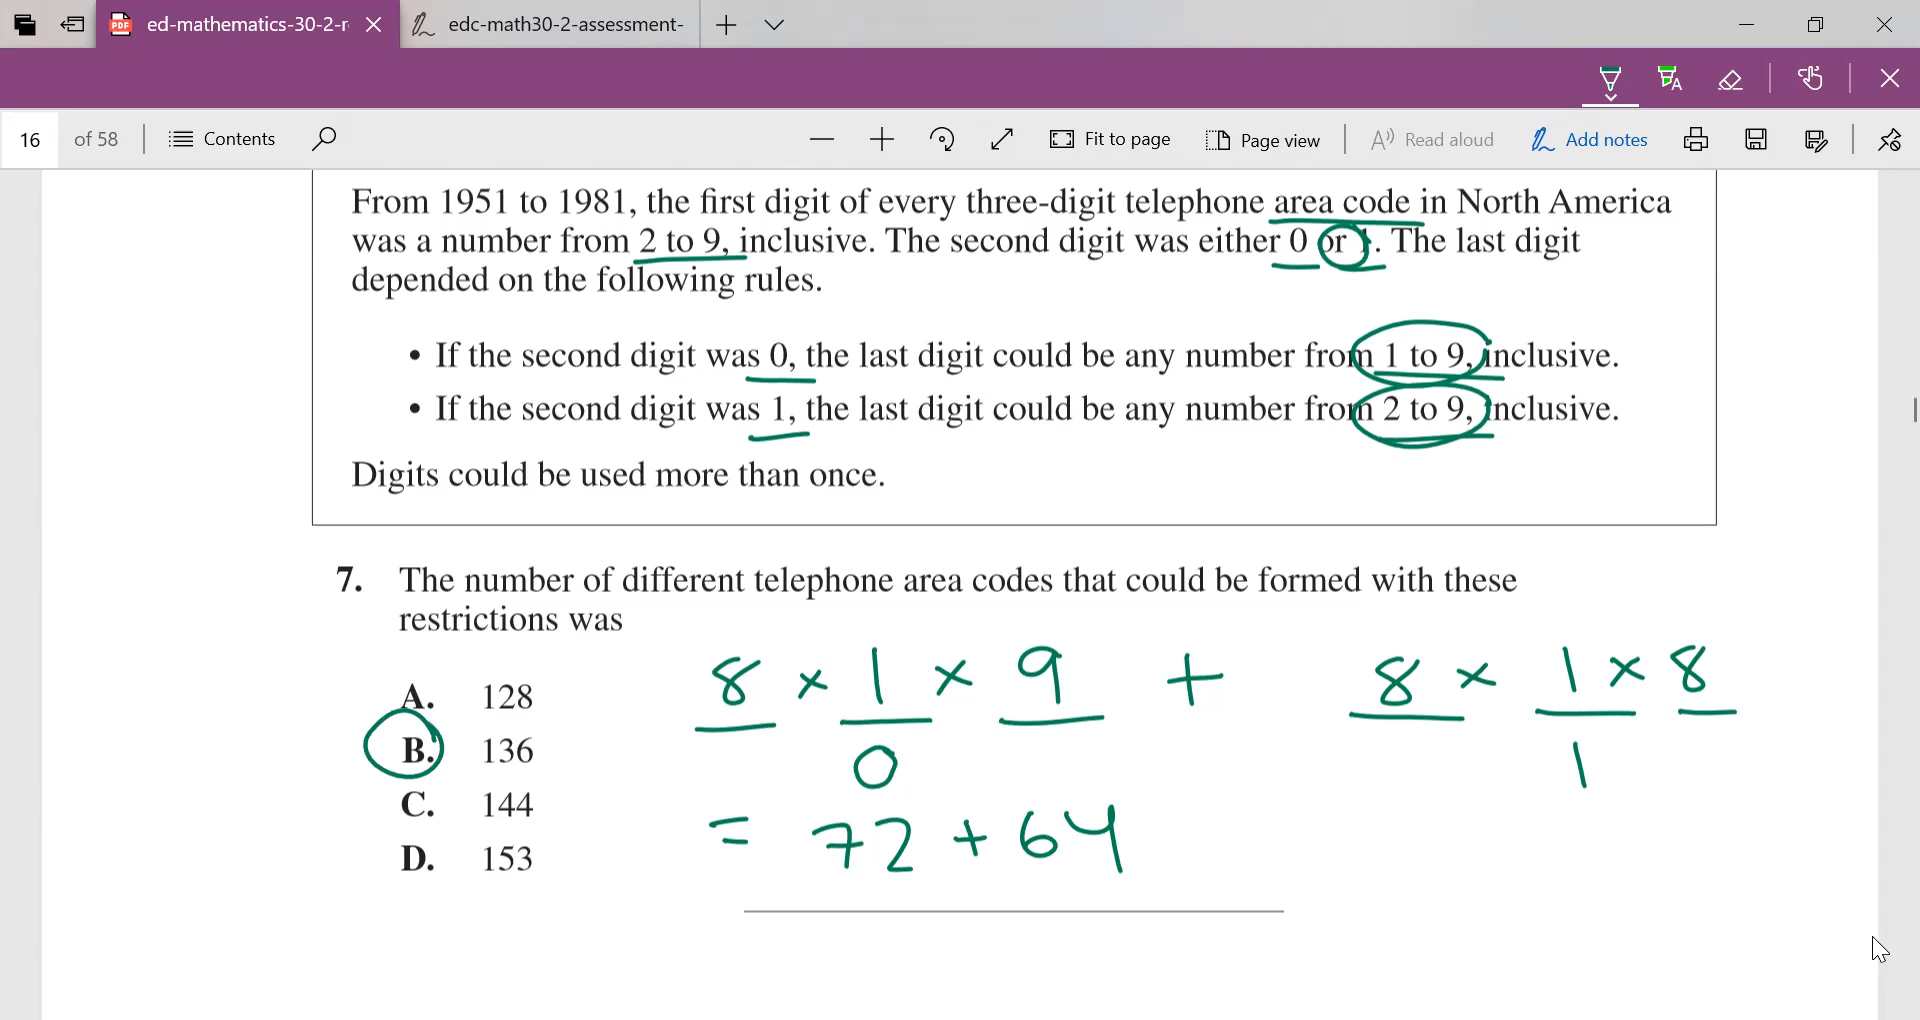 ed-mathematics-30-2-r
edc-math30-2-assessment-
16 of 58 Contents Fit to page Page view Read aloud Add notes
From 1951 to 1981, the first digit of every three-digit telephone area code in North America
was a number from 2 to 9, inclusive. The second digit was either 0 or 1. The last digit
depended on the following rules.
• If the second digit was 0, the last digit could be any number from 1 to 9, inclusive.
• If the second digit was 1, the last digit could be any number from 2 to 9, inclusive.
Digits could be used more than once.
7. The number of different telephone area codes that could be formed with these
restrictions was
8 × 1 × 9 + 8 × 1 × 8
A. 128
B. 136
0 1
C. 144
= 72 + 64
D. 153